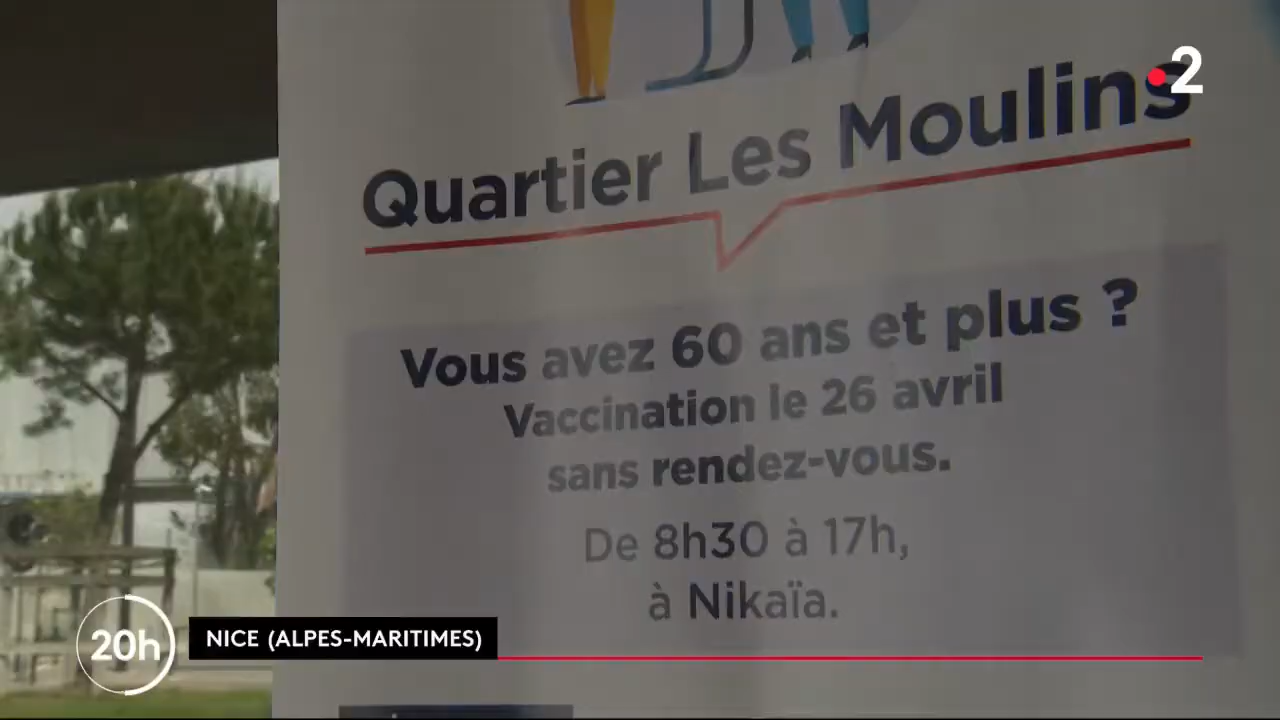 2
Quartier Les Moulins
Vous avez 60 ans et plus ?
Vaccination le 26 avril
sans rendez-vous.
De 8h30 à 17h,
à Nikaïa.
20h
NICE (ALPES-MARITIMES)